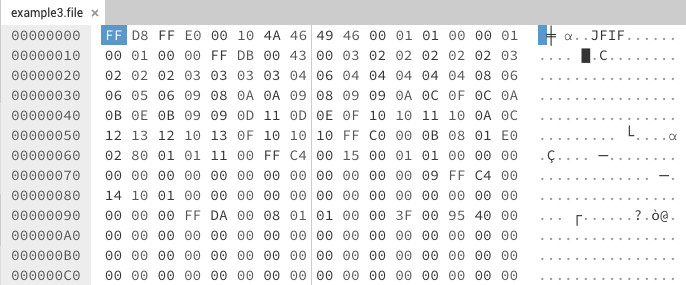 example3.file ×
00000000 FF D8 FF E0 00 10 4A 46 49 46 00 01 01 00 00 01 █╪ α..JFIF......
00000010 00 01 00 00 FF DB 00 43 00 03 02 02 02 02 02 03 .... █.C........
00000020 02 02 02 03 03 03 03 04 06 04 04 04 04 08 06 ................
00000030 06 05 06 09 08 0A 0A 09 08 09 09 0A 0C 0F 0C 0A ................
00000040 0B 0E 0B 09 09 0D 11 0D 0E 0F 10 10 11 10 0A 0C ................
00000050 12 13 12 10 13 0F 10 10 10 FF C0 00 0B 08 01 E0 ......... └....α
00000060 02 80 01 01 11 00 FF C4 00 15 00 01 01 00 00 00 .Ç.... ─........
00000070 00 00 00 00 00 00 00 00 00 00 00 00 09 FF C4 00 ............. ─.
00000080 14 10 01 00 00 00 00 00 00 00 00 00 00 00 00 00 ................
00000090 00 00 00 FF DA 00 08 01 01 00 00 3F 00 95 40 00 ... ┌......?.ò@.
000000A0 00 00 00 00 00 00 00 00 00 00 00 00 00 00 00 00 ................
000000B0 00 00 00 00 00 00 00 00 00 00 00 00 00 00 00 00 ................
000000C0 00 00 00 00 00 00 00 00 00 00 00 00 00 00 00 00 ................